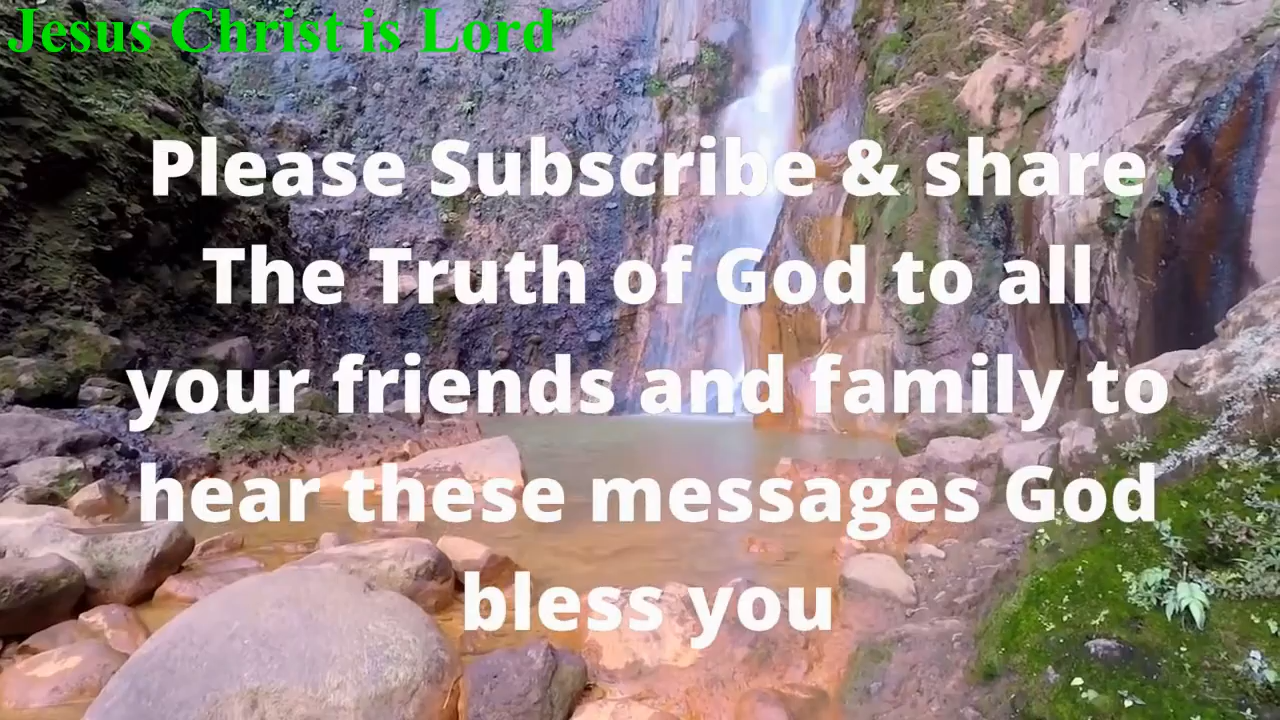 Jesus Christ is Lord
Please Subscribe & share
The Truth of God to all
your friends and family to
hear these messages God
bless you